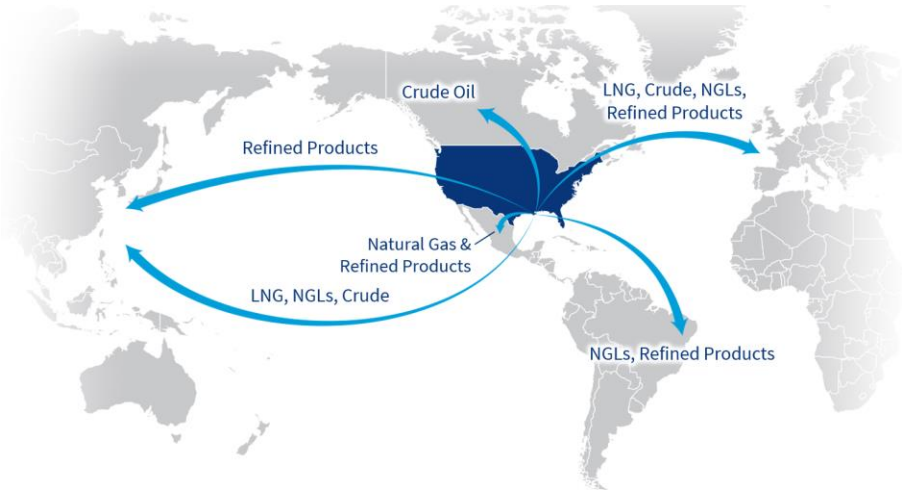 Crude Oil
LNG, Crude, NGLs,
Refined Products
Refined Products
Natural Gas &
Refined Products
LNG, NGLs, Crude
NGLs, Refined Products